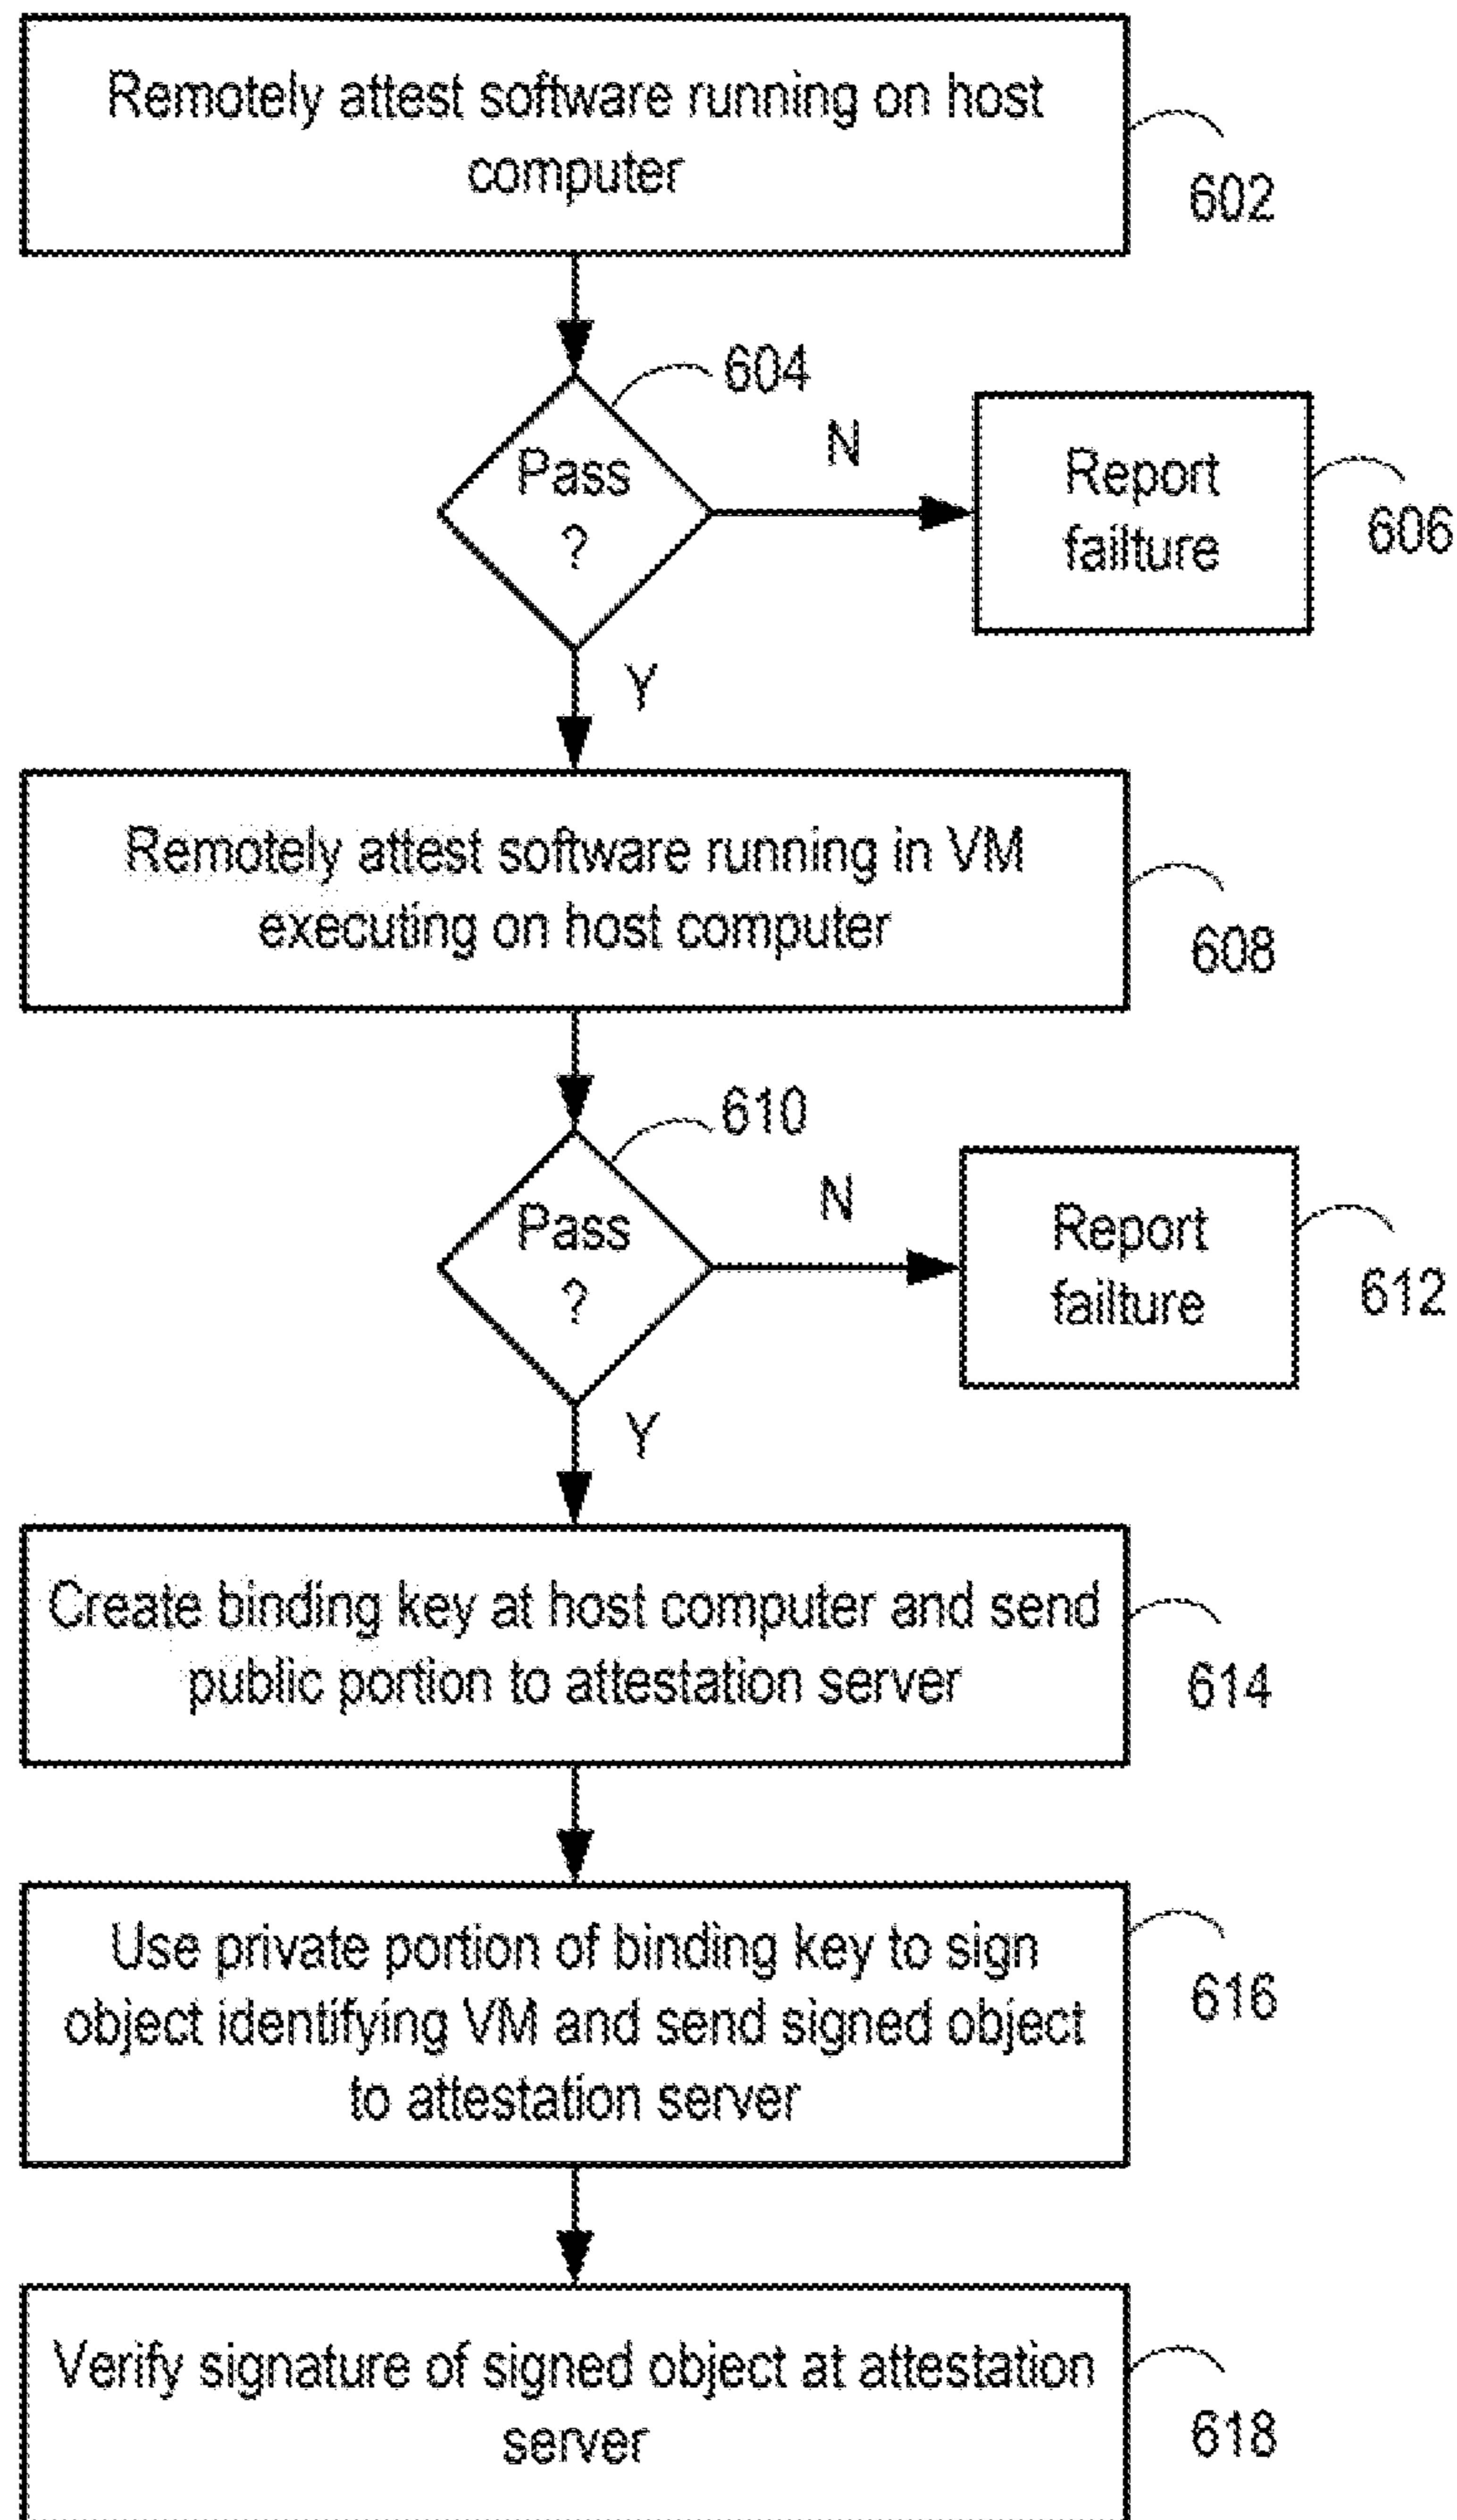 Remotely attest software running on host
computer
602
604
Pass
?
N
Report
failture
606
Y
Remotely attest software running in VM
executing on host computer
608
610
Pass
?
N
Report
failture
612
Y
Create binding key at host computer and send
public portion to attestation server
614
Use private portion of binding key to sign
object identifying VM and send signed object
to attestation server
616
Verify signature of signed object at attestation
server
618